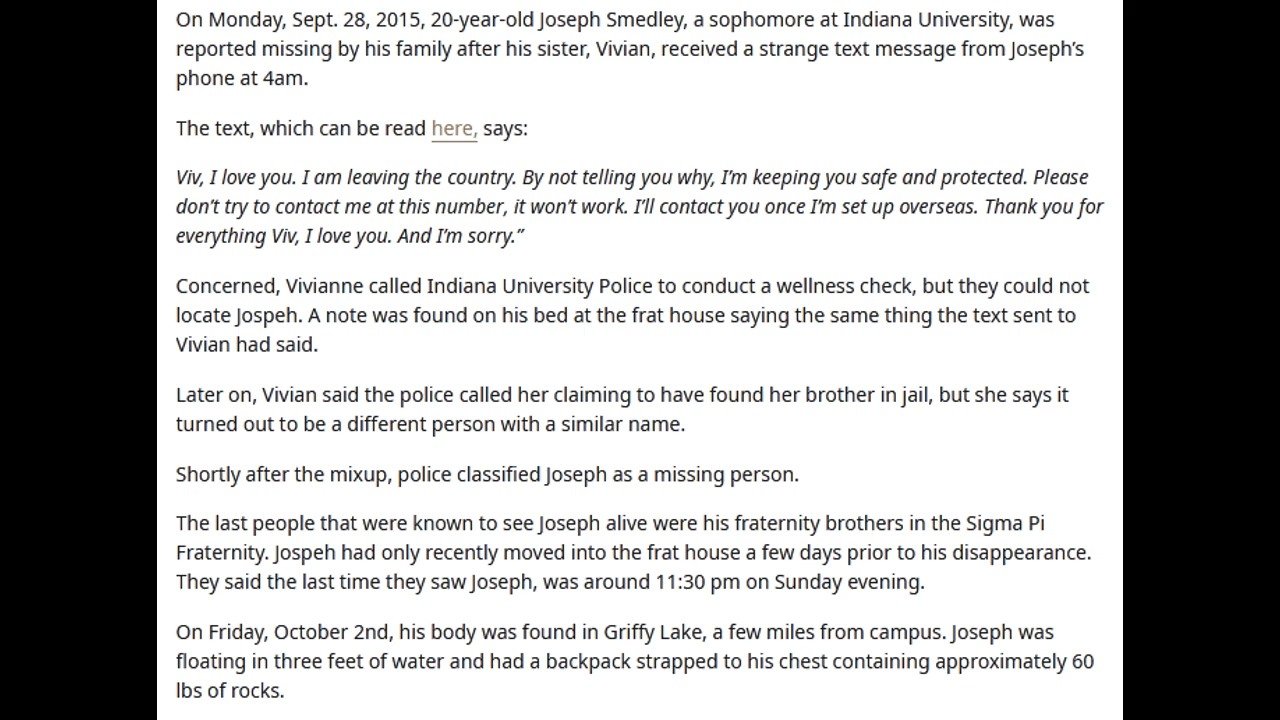 On Monday, Sept. 28, 2015, 20-year-old Joseph Smedley, a sophomore at Indiana University, was
reported missing by his family after his sister, Vivian, received a strange text message from Joseph's
phone at 4am.
The text, which can be read here, says:
Viv, I love you. I am leaving the country. By not telling you why, I'm keeping you safe and protected. Please
don't try to contact me at this number, it won't work. I'll contact you once I'm set up overseas. Thank you for
everything Viv, I love you. And I'm sorry.”
Concerned, Vivianne called Indiana University Police to conduct a wellness check, but they could not
locate Jospeh. A note was found on his bed at the frat house saying the same thing the text sent to
Vivian had said.
Later on, Vivian said the police called her claiming to have found her brother in jail, but she says it
turned out to be a different person with a similar name.
Shortly after the mixup, police classified Joseph as a missing person.
The last people that were known to see Joseph alive were his fraternity brothers in the Sigma Pi
Fraternity. Jospeh had only recently moved into the frat house a few days prior to his disappearance.
They said the last time they saw Joseph, was around 11:30 pm on Sunday evening.
On Friday, October 2nd, his body was found in Griffy Lake, a few miles from campus. Joseph was
floating in three feet of water and had a backpack strapped to his chest containing approximately 60
lbs of rocks.